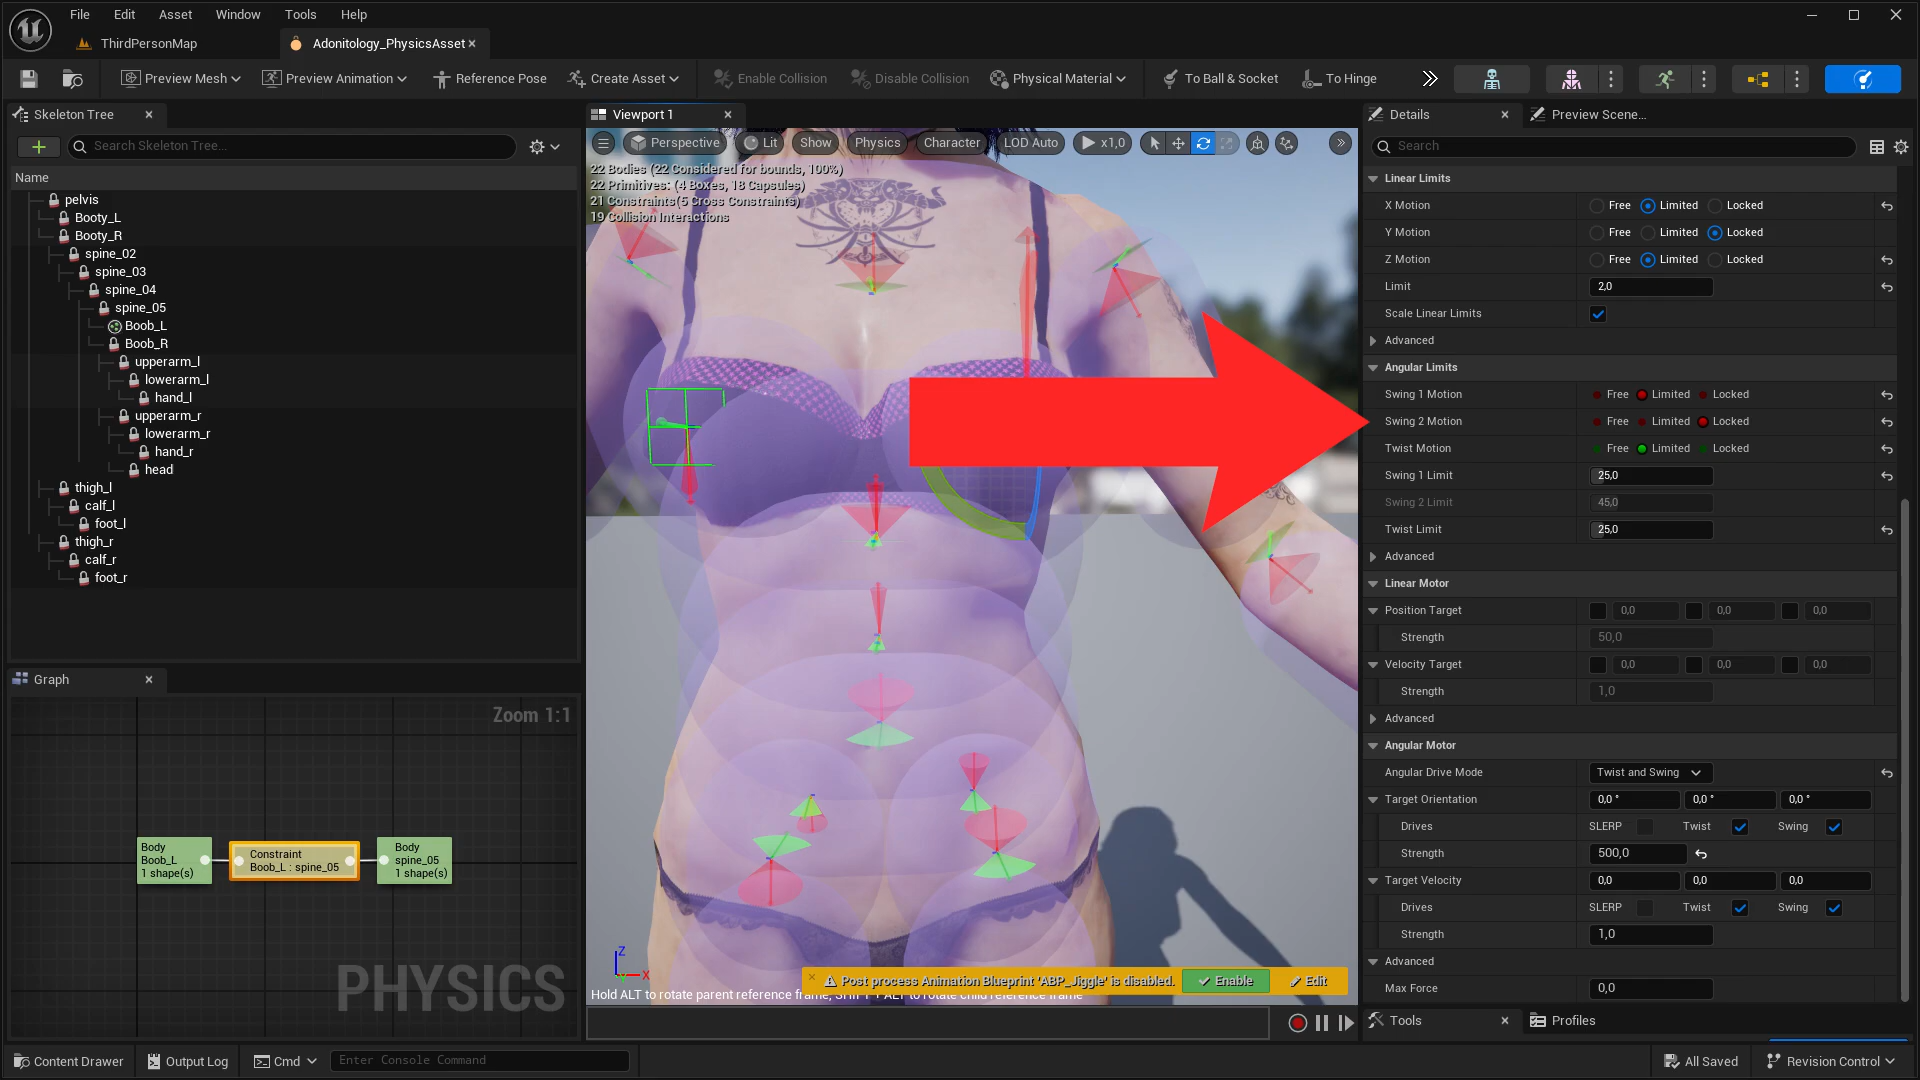 File Edit Asset Window Tools Help
ThirdPersonMap
Adonitology_PhysicsAsset
Preview Mesh
Preview Animation
Reference Pose
Create Asset
Enable Collision
Disable Collision
Physical Material
To Ball & Socket
To Hinge
Skeleton Tree
Search Skeleton Tree...
Name
pelvis
Booty_L
Booty_R
spine_02
spine_03
spine_04
spine_05
Boob_L
Boob_R
upperarm_l
lowerarm_l
hand_l
upperarm_r
lowerarm_r
hand_r
head
thigh_l
calf_l
foot_l
thigh_r
calf_r
foot_r
Graph
Zoom 1:1
Body
Boob_L
1 shape(s)
Constraint
Boob_L : spine_05
Body
spine_05
1 shape(s)
PHYSICS
Viewport 1
Perspective Lit Show Physics Character LOD Auto x1,0
22 Bodies (22 Considered for bounds, 100%)
22 Primitives: (4 Boxes, 18 Capsules)
21 Constraints(5 Cross Constraints)
19 Collision Interactions
Z
X
Post process Animation Blueprint 'ABP_Jiggle' is disabled. Enable Edit
Hold ALT to rotate parent reference frame, SHIFT + ALT to rotate child reference frame
Details
Preview Scene...
Search
Linear Limits
X Motion Free Limited Locked
Y Motion Free Limited Locked
Z Motion Free Limited Locked
Limit 2,0
Scale Linear Limits
Advanced
Angular Limits
Swing 1 Motion Free Limited Locked
Swing 2 Motion Free Limited Locked
Twist Motion Free Limited Locked
Swing 1 Limit 25,0
Swing 2 Limit 45,0
Twist Limit 25,0
Advanced
Linear Motor
Position Target 0,0 0,0 0,0
Strength 50,0
Velocity Target 0,0 0,0 0,0
Strength 1,0
Advanced
Angular Motor
Angular Drive Mode Twist and Swing
Target Orientation 0,0 ° 0,0 ° 0,0 °
Drives SLERP Twist Swing
Strength 500,0
Target Velocity 0,0 0,0 0,0
Drives SLERP Twist Swing
Strength 1,0
Advanced
Max Force 0,0
Tools
Profiles
Content Drawer
Output Log
Cmd
Enter Console Command
All Saved
Revision Control